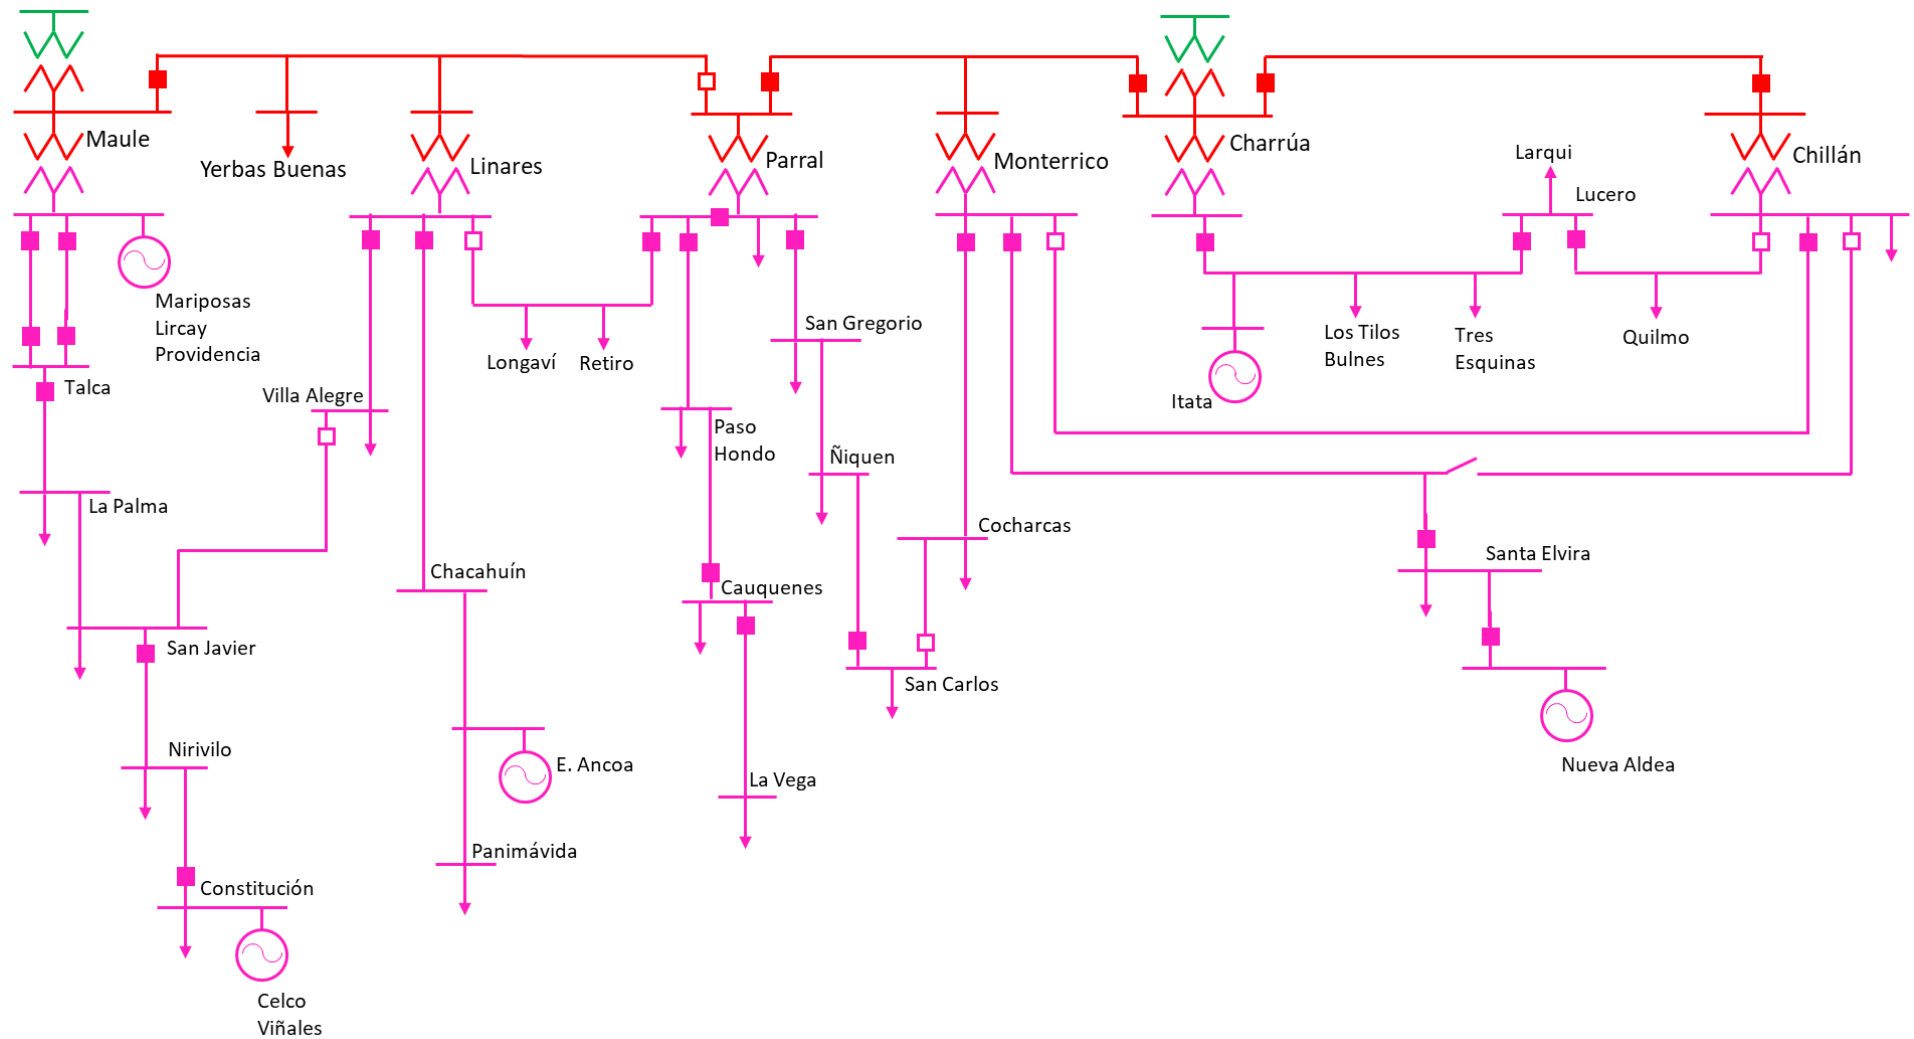 Maule
Yerbas Buenas
Linares
Parral
Monterrico
Charrúa
Larqui
Lucero
Chillán
Mariposas
Lircay
Providencia
Talca
Villa Alegre
Longaví
Retiro
San Gregorio
Itata
Los Tilos
Bulnes
Tres
Esquinas
Quilmo
Paso
Hondo
Ñiquen
La Palma
Cocharcas
Chacahuín
Cauquenes
Santa Elvira
San Javier
San Carlos
Nirivilo
E. Ancoa
La Vega
Nueva Aldea
Panimávida
Constitución
Celco
Viñales